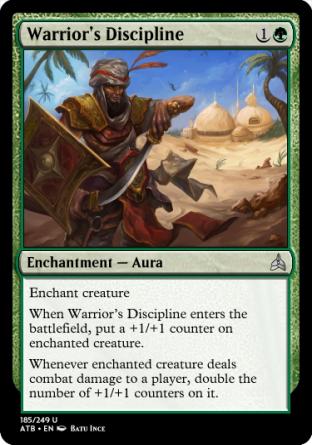 Warrior's Discipline 1
Enchantment — Aura
Enchant creature
When Warrior's Discipline enters the
battlefield, put a +1/+1 counter on
enchanted creature.
Whenever enchanted creature deals
combat damage to a player, double the
number of +1/+1 counters on it.
185/249 U
ATB • EN Batu Ince